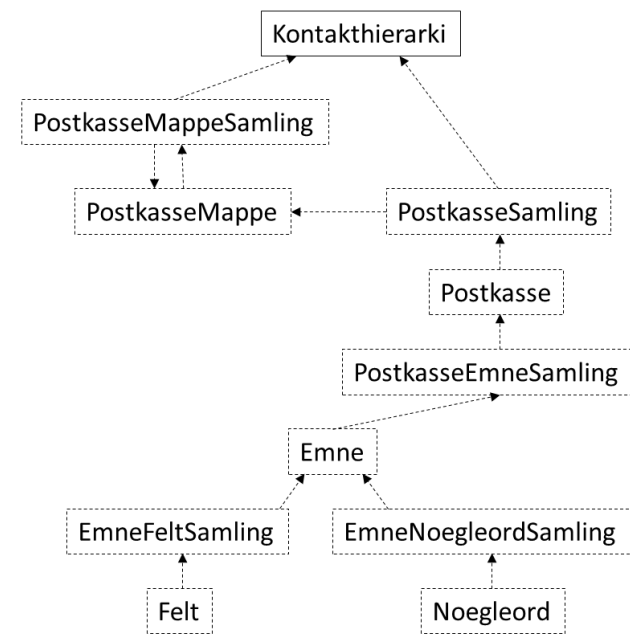 Kontakthierarki
PostkasseMappeSamling
PostkasseMappe
PostkasseSamling
Postkasse
PostkasseEmneSamling
Emne
EmneFeltSamling
EmneNoegleordSamling
Felt
Noegleord